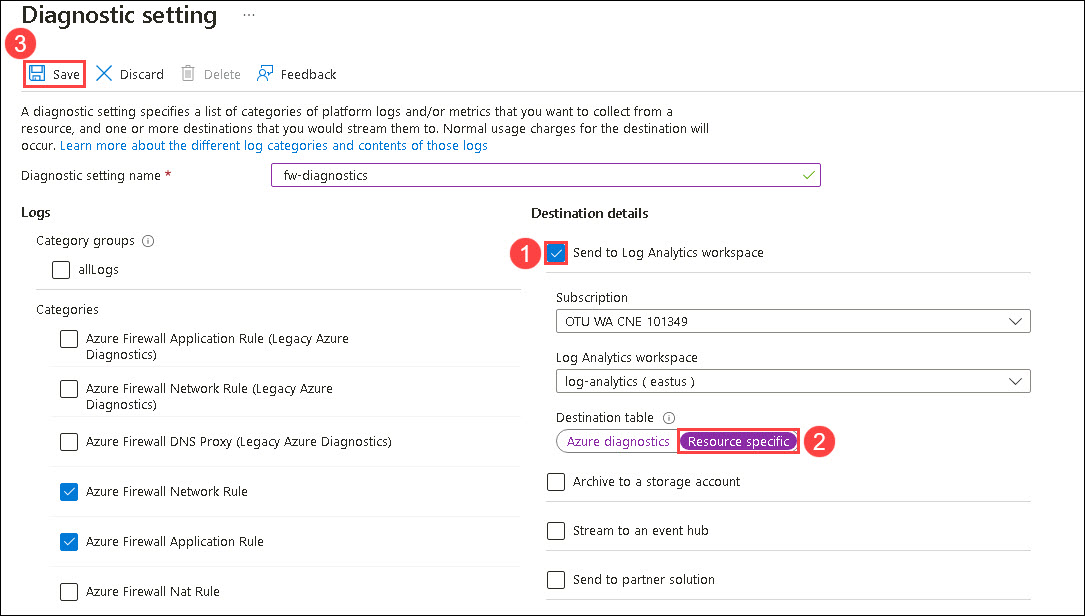 Diagnostic setting ...
3
Save Discard Delete Feedback
A diagnostic setting specifies a list of categories of platform logs and/or metrics that you want to collect from a
resource, and one or more destinations that you would stream them to. Normal usage charges for the destination will
occur. Learn more about the different log categories and contents of those logs
Diagnostic setting name * fw-diagnostics
Logs
Category groups
allLogs
Categories
Azure Firewall Application Rule (Legacy Azure
Diagnostics)
Azure Firewall Network Rule (Legacy Azure
Diagnostics)
Azure Firewall DNS Proxy (Legacy Azure Diagnostics)
Azure Firewall Network Rule
Azure Firewall Application Rule
Azure Firewall Nat Rule
Destination details
1 Send to Log Analytics workspace
Subscription
OTU WA CNE 101349
Log Analytics workspace
log-analytics ( eastus )
Destination table
Azure diagnostics Resource specific 2
Archive to a storage account
Stream to an event hub
Send to partner solution